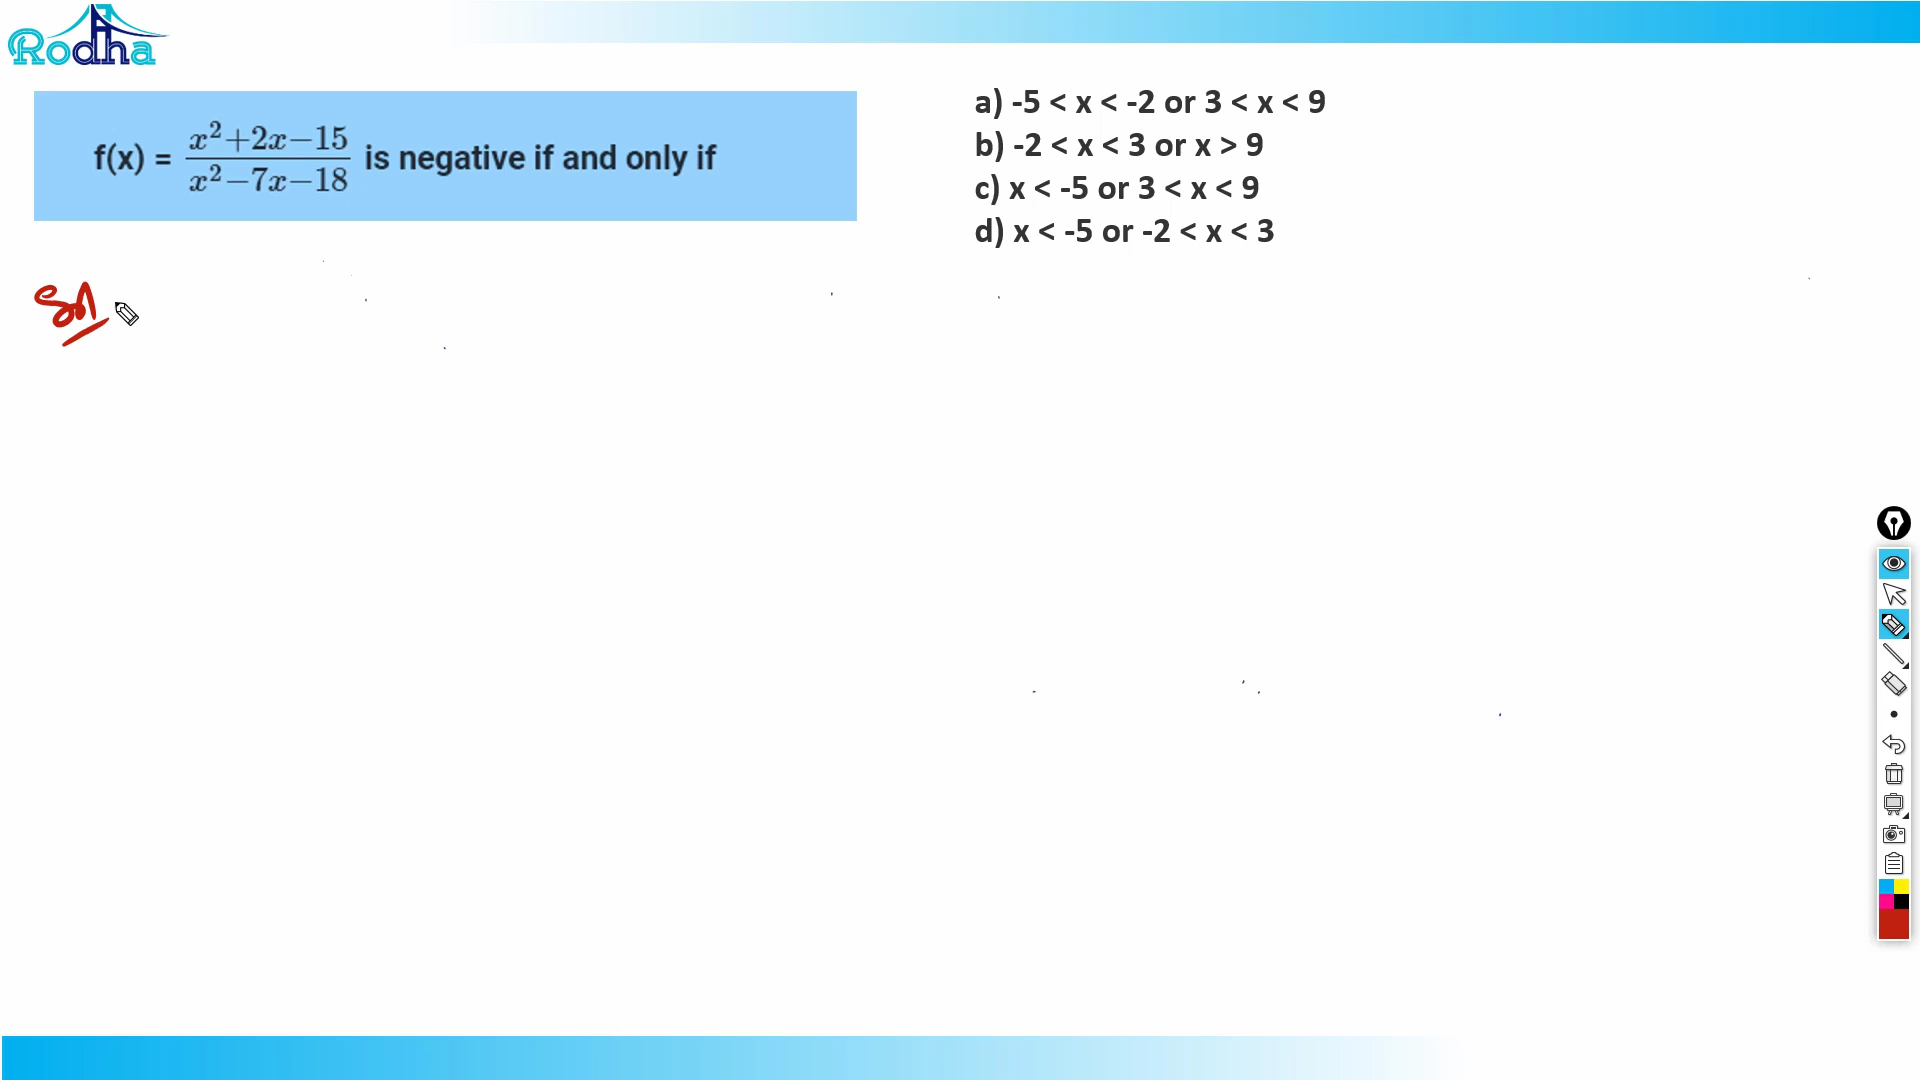 Rodha
f(x) = x²+2x−15 / x²−7x−18 is negative if and only if
a) -5 < x < -2 or 3 < x < 9
b) -2 < x < 3 or x > 9
c) x < -5 or 3 < x < 9
d) x < -5 or -2 < x < 3